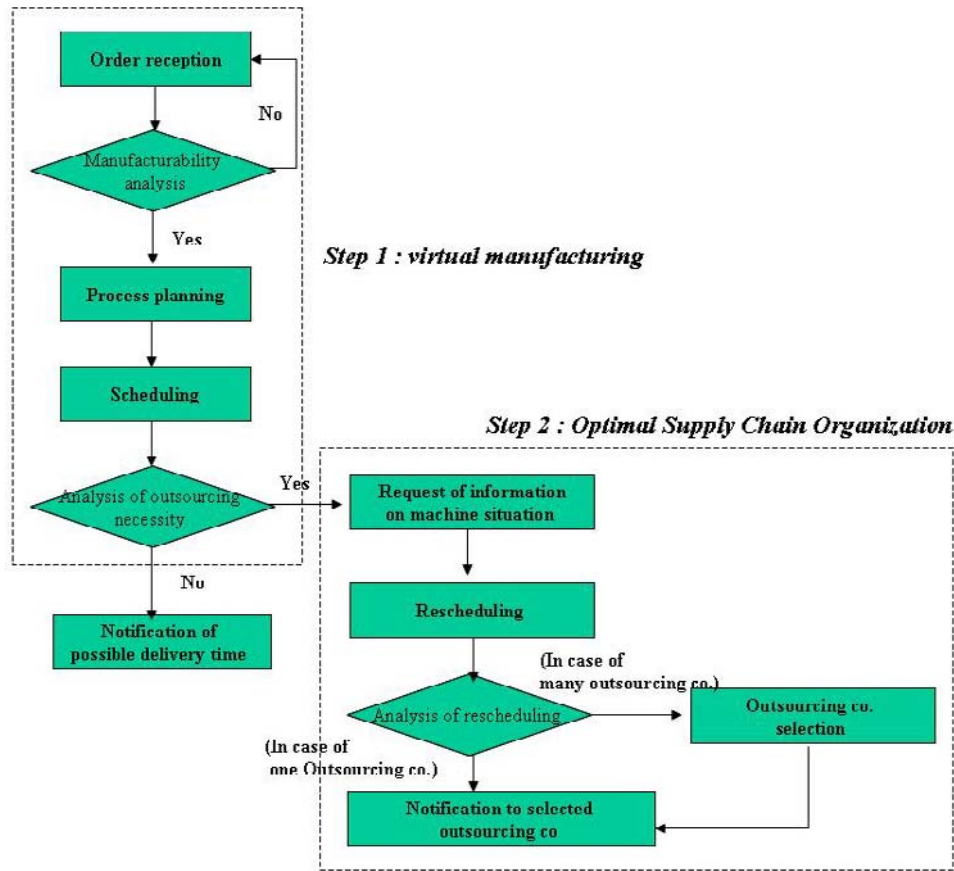 Order reception
No
Manufacturability
analysis
Yes
Step 1 : virtual manufacturing
Process planning
Scheduling
Step 2 : Optimal Supply Chain Organization
Analysis of outsourcing
necessity
Yes
Request of information
on machine situation
No
Rescheduling
Notification of
possible delivery time
(In case of
many outsourcing co.)
Analysis of rescheduling
Outsourcing co.
selection
(In case of
one Outsourcing co.)
Notification to selected
outsourcing co